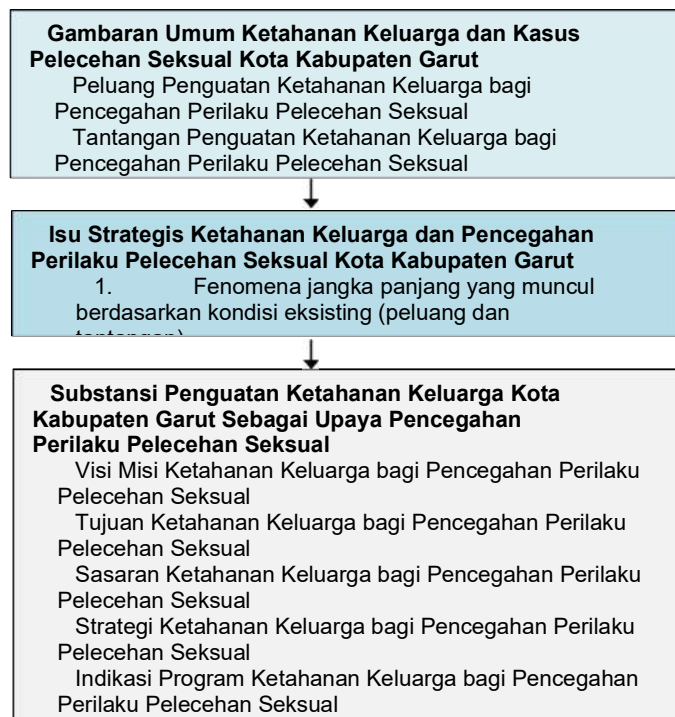 Gambaran Umum Ketahanan Keluarga dan Kasus
Pelecehan Seksual Kota Kabupaten Garut
Peluang Penguatan Ketahanan Keluarga bagi
Pencegahan Perilaku Pelecehan Seksual
Tantangan Penguatan Ketahanan Keluarga bagi
Pencegahan Perilaku Pelecehan Seksual
Isu Strategis Ketahanan Keluarga dan Pencegahan
Perilaku Pelecehan Seksual Kota Kabupaten Garut
1. Fenomena jangka panjang yang muncul
berdasarkan kondisi eksisting (peluang dan
tantangan)
Substansi Penguatan Ketahanan Keluarga Kota
Kabupaten Garut Sebagai Upaya Pencegahan
Perilaku Pelecehan Seksual
Visi Misi Ketahanan Keluarga bagi Pencegahan Perilaku
Pelecehan Seksual
Tujuan Ketahanan Keluarga bagi Pencegahan Perilaku
Pelecehan Seksual
Sasaran Ketahanan Keluarga bagi Pencegahan Perilaku
Pelecehan Seksual
Strategi Ketahanan Keluarga bagi Pencegahan Perilaku
Pelecehan Seksual
Indikasi Program Ketahanan Keluarga bagi Pencegahan
Perilaku Pelecehan Seksual